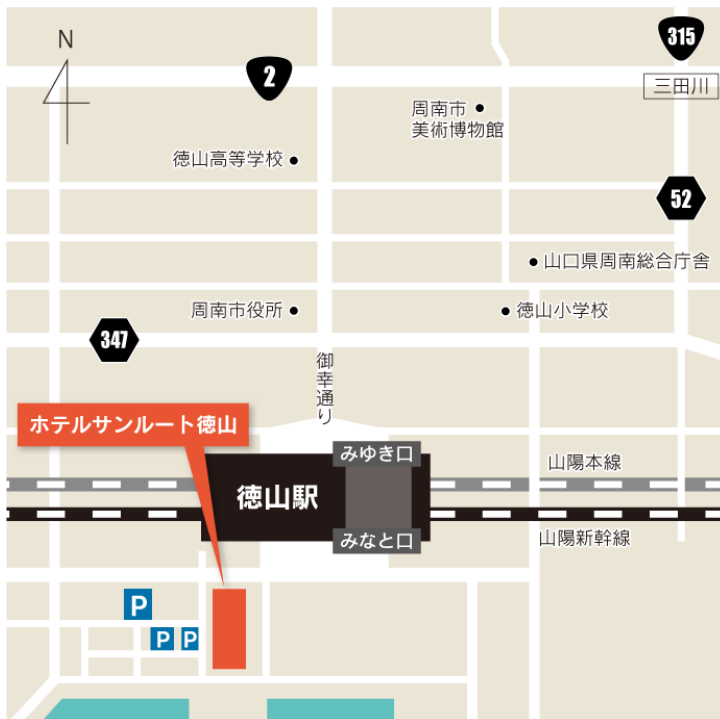 N
2
315
三田川
周南市
美術博物館
徳山高等学校
52
山口県周南総合庁舎
周南市役所
徳山小学校
347
御幸通り
ホテルサンルート徳山
みゆき口
山陽本線
徳山駅
みなと口
山陽新幹線
P
P
P